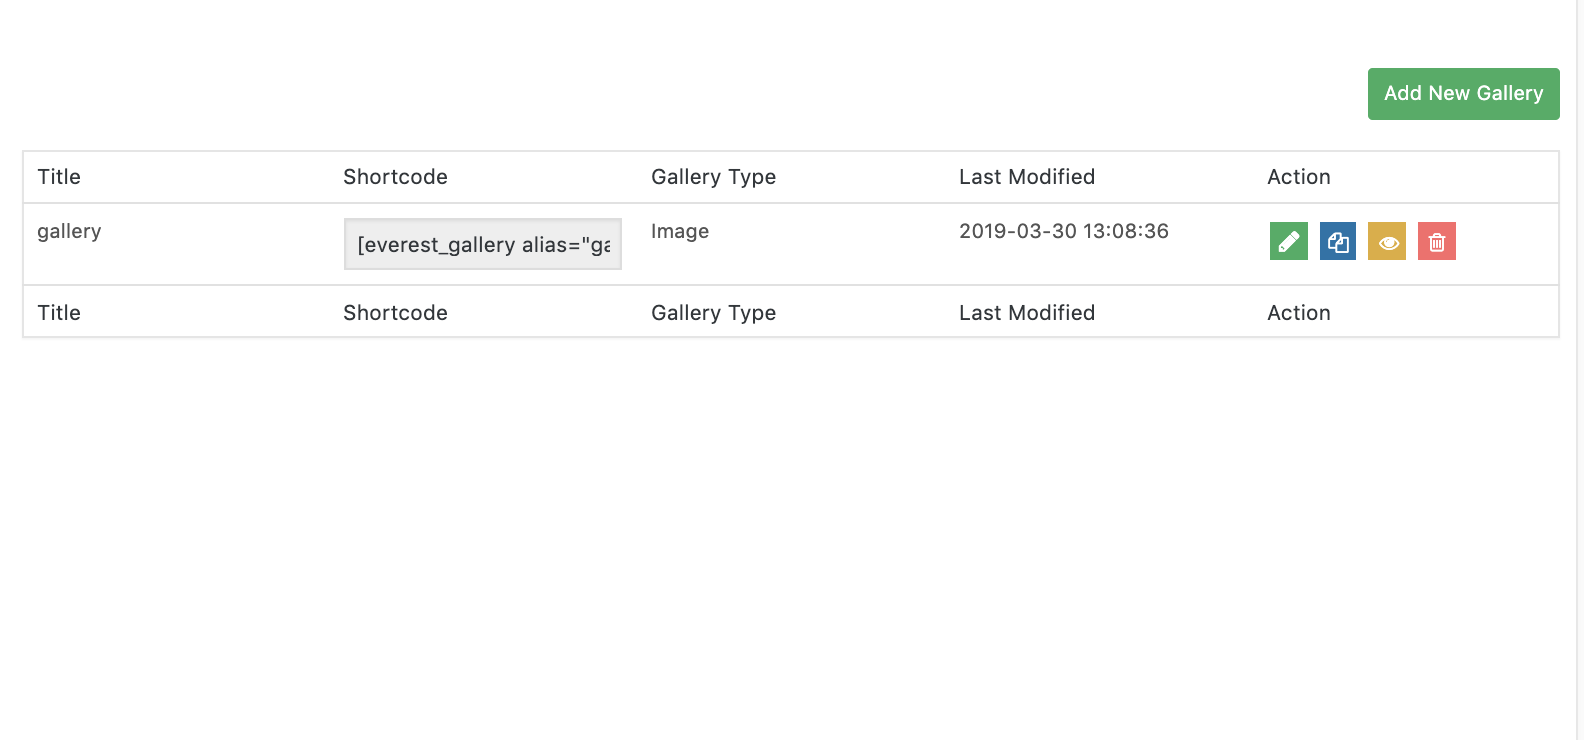 Add New Gallery
Title Shortcode Gallery Type Last Modified Action
gallery [everest_gallery alias="ga Image 2019-03-30 13:08:36
Title Shortcode Gallery Type Last Modified Action